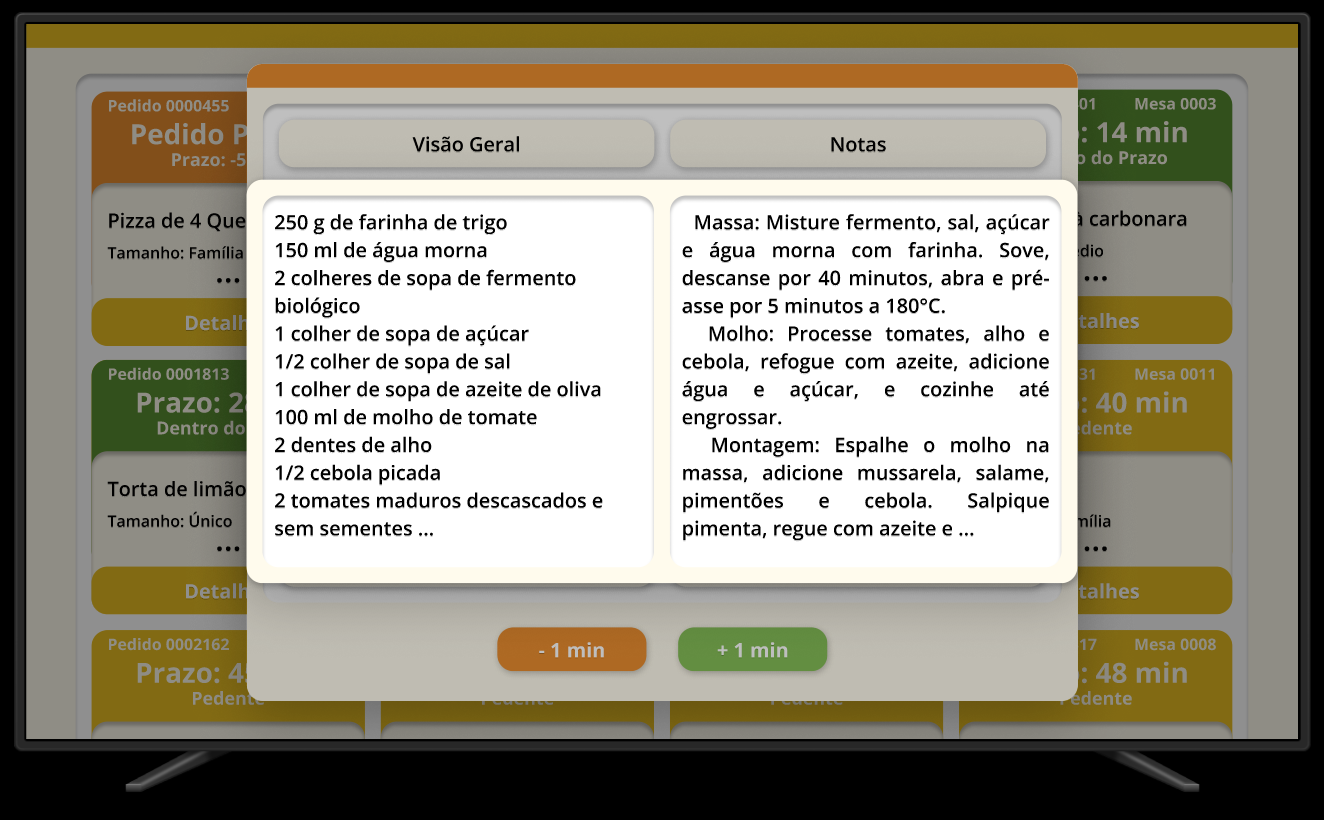 Pedido 0000455
Pedido P
Prazo: -5
Pizza de 4 Que
Tamanho: Família
...
Detalh
Pedido 0001813
Prazo: 28
Dentro do
Torta de limão
Tamanho: Único
...
Detalh
Pedido 0002162
Prazo: 45
Pedente
Visão Geral
Notas
250 g de farinha de trigo
150 ml de água morna
2 colheres de sopa de fermento
biológico
1 colher de sopa de açúcar
1/2 colher de sopa de sal
1 colher de sopa de azeite de oliva
100 ml de molho de tomate
2 dentes de alho
1/2 cebola picada
2 tomates maduros descascados e
sem sementes ...
Massa: Misture fermento, sal, açúcar
e água morna com farinha. Sove,
descanse por 40 minutos, abra e pré-
asse por 5 minutos a 180°C.
Molho: Processe tomates, alho e
cebola, refogue com azeite, adicione
água e açúcar, e cozinhe até
engrossar.
Montagem: Espalhe o molho na
massa, adicione mussarela, salame,
pimentões e cebola. Salpique
pimenta, regue com azeite e ...
- 1 min
+ 1 min
Pedente
Pedente
01 Mesa 0003
: 14 min
o do Prazo
à carbonara
édio
...
talhes
31 Mesa 0011
: 40 min
edente
mília
...
talhes
17 Mesa 0008
: 48 min
edente